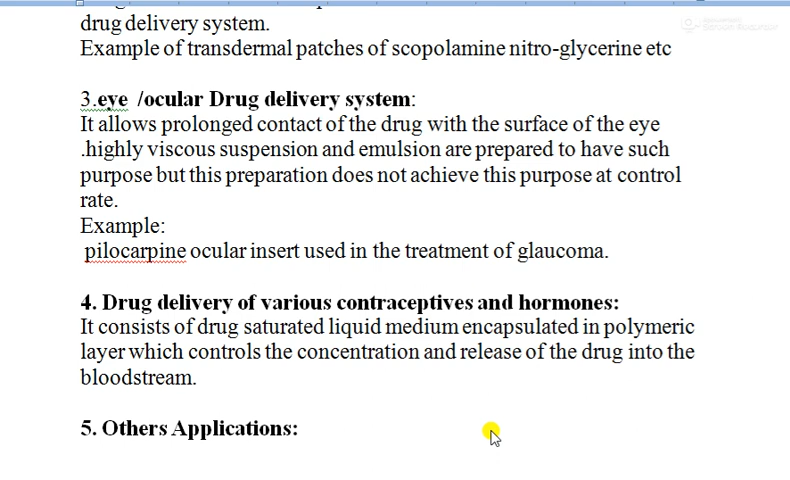 drug delivery system.
Example of transdermal patches of scopolamine nitro-glycerine etc
3.eye /ocular Drug delivery system:
It allows prolonged contact of the drug with the surface of the eye
.highly viscous suspension and emulsion are prepared to have such
purpose but this preparation does not achieve this purpose at control
rate.
Example:
pilocarpine ocular insert used in the treatment of glaucoma.
4. Drug delivery of various contraceptives and hormones:
It consists of drug saturated liquid medium encapsulated in polymeric
layer which controls the concentration and release of the drug into the
bloodstream.
5. Others Applications: